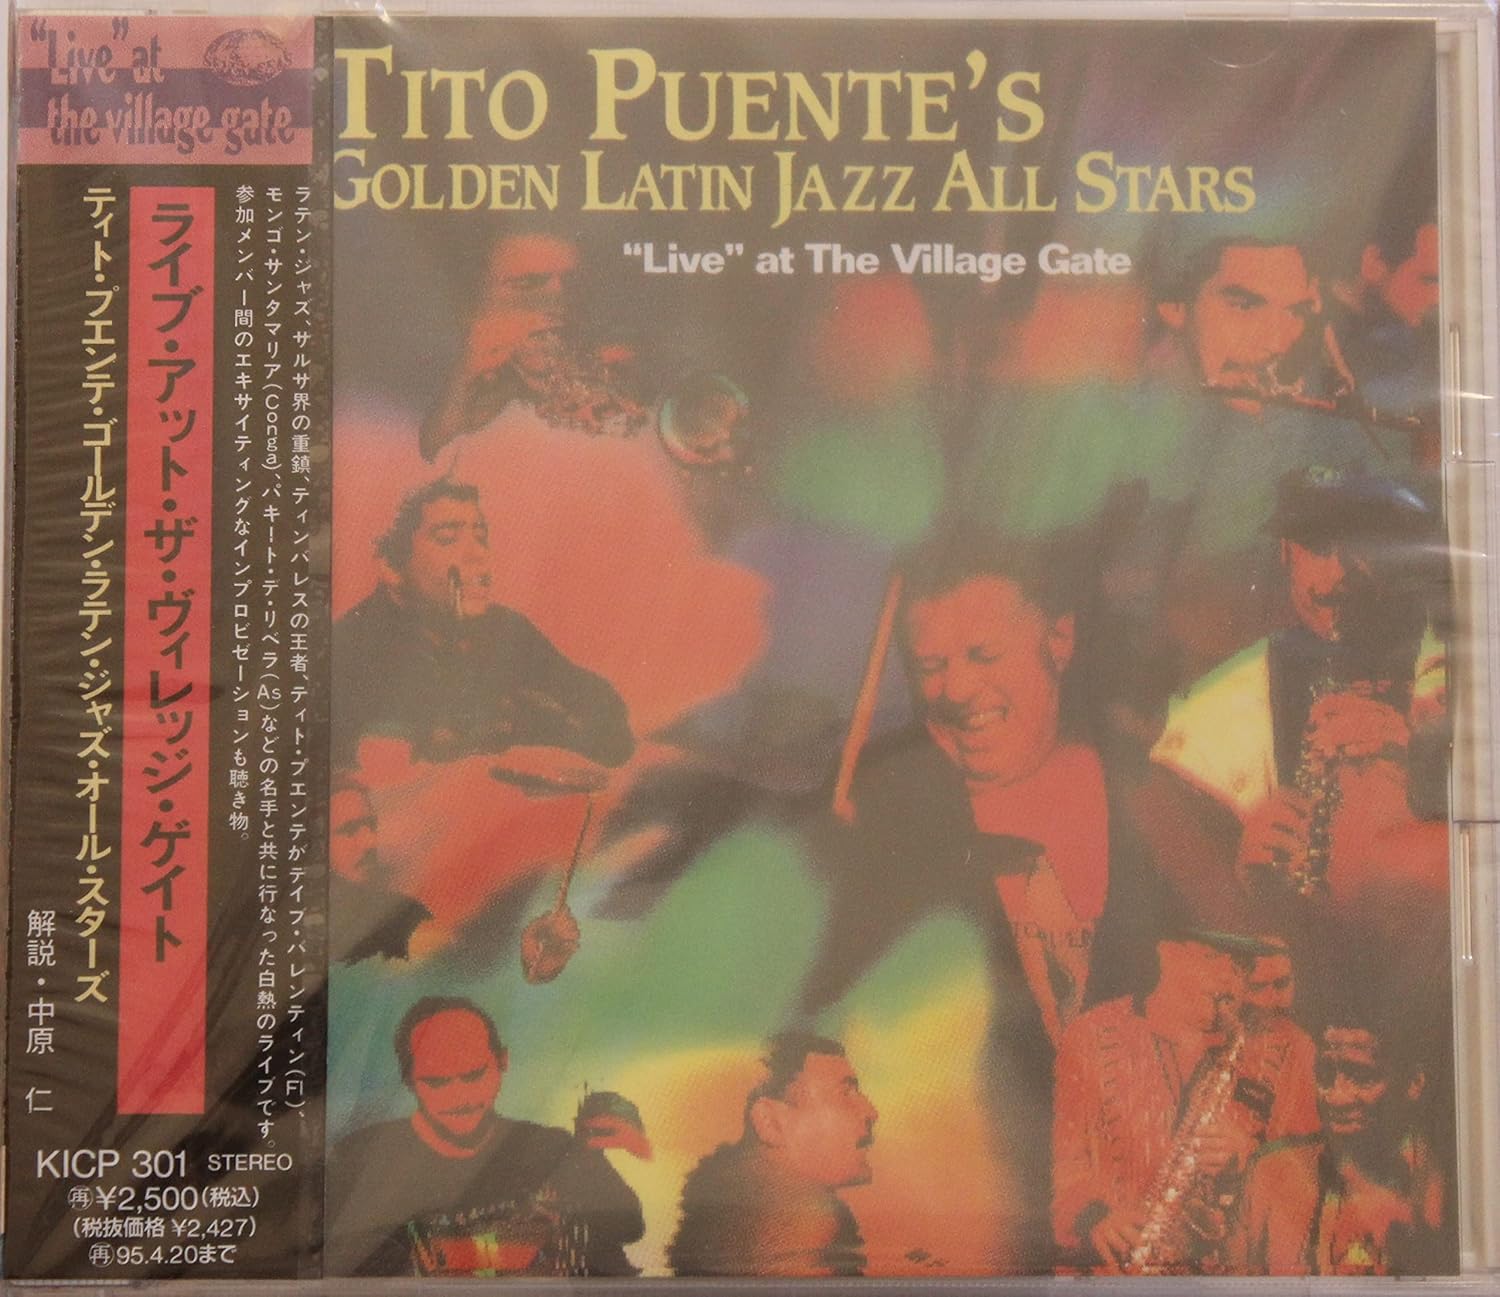 “Live” at
the village gate
ライブ・アット・ザ・ヴィレッジ・ゲイト
ティト・プエンテ・ゴールデン・ラテン・ジャズ・オール・スターズ
ラテン・ジャズ、サルサ界の重鎮、ティンバレスの王者、ティト・プエンテがデイブ・バレンティン(Fl)、
モンゴ・サンタマリア(Conga)、パキート・デ・リベラ(As)などの名手と共に行なった白熱のライブです。
参加メンバー間のエキサイティングなインプロビゼーションも聴き物。
解説・中原 仁
KICP 301 STEREO
再¥2,500(税込)
(税抜価格 ¥2,427)
再95.4.20まで
TITO PUENTE’S
GOLDEN LATIN JAZZ ALL STARS
“Live” at The Village Gate